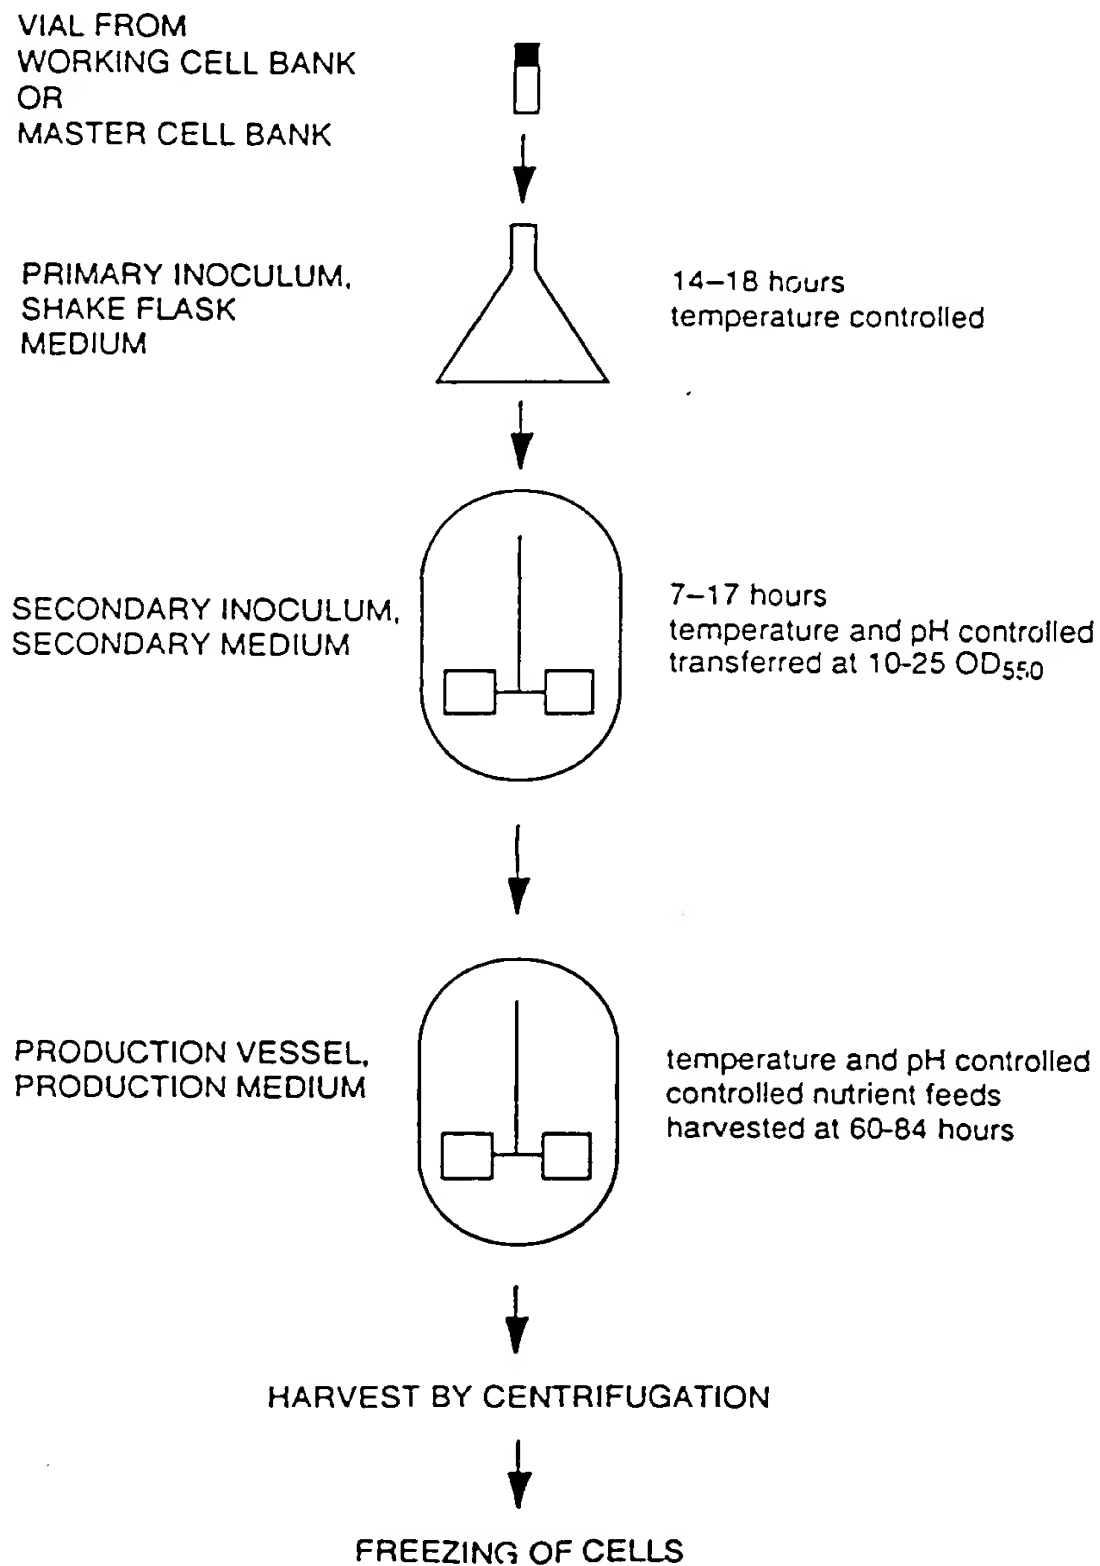 VIAL FROM
WORKING CELL BANK
OR
MASTER CELL BANK
PRIMARY INOCULUM,
SHAKE FLASK
MEDIUM
14–18 hours
temperature controlled
SECONDARY INOCULUM,
SECONDARY MEDIUM
7–17 hours
temperature and pH controlled
transferred at 10-25 OD550
PRODUCTION VESSEL,
PRODUCTION MEDIUM
temperature and pH controlled
controlled nutrient feeds
harvested at 60-84 hours
HARVEST BY CENTRIFUGATION
FREEZING OF CELLS